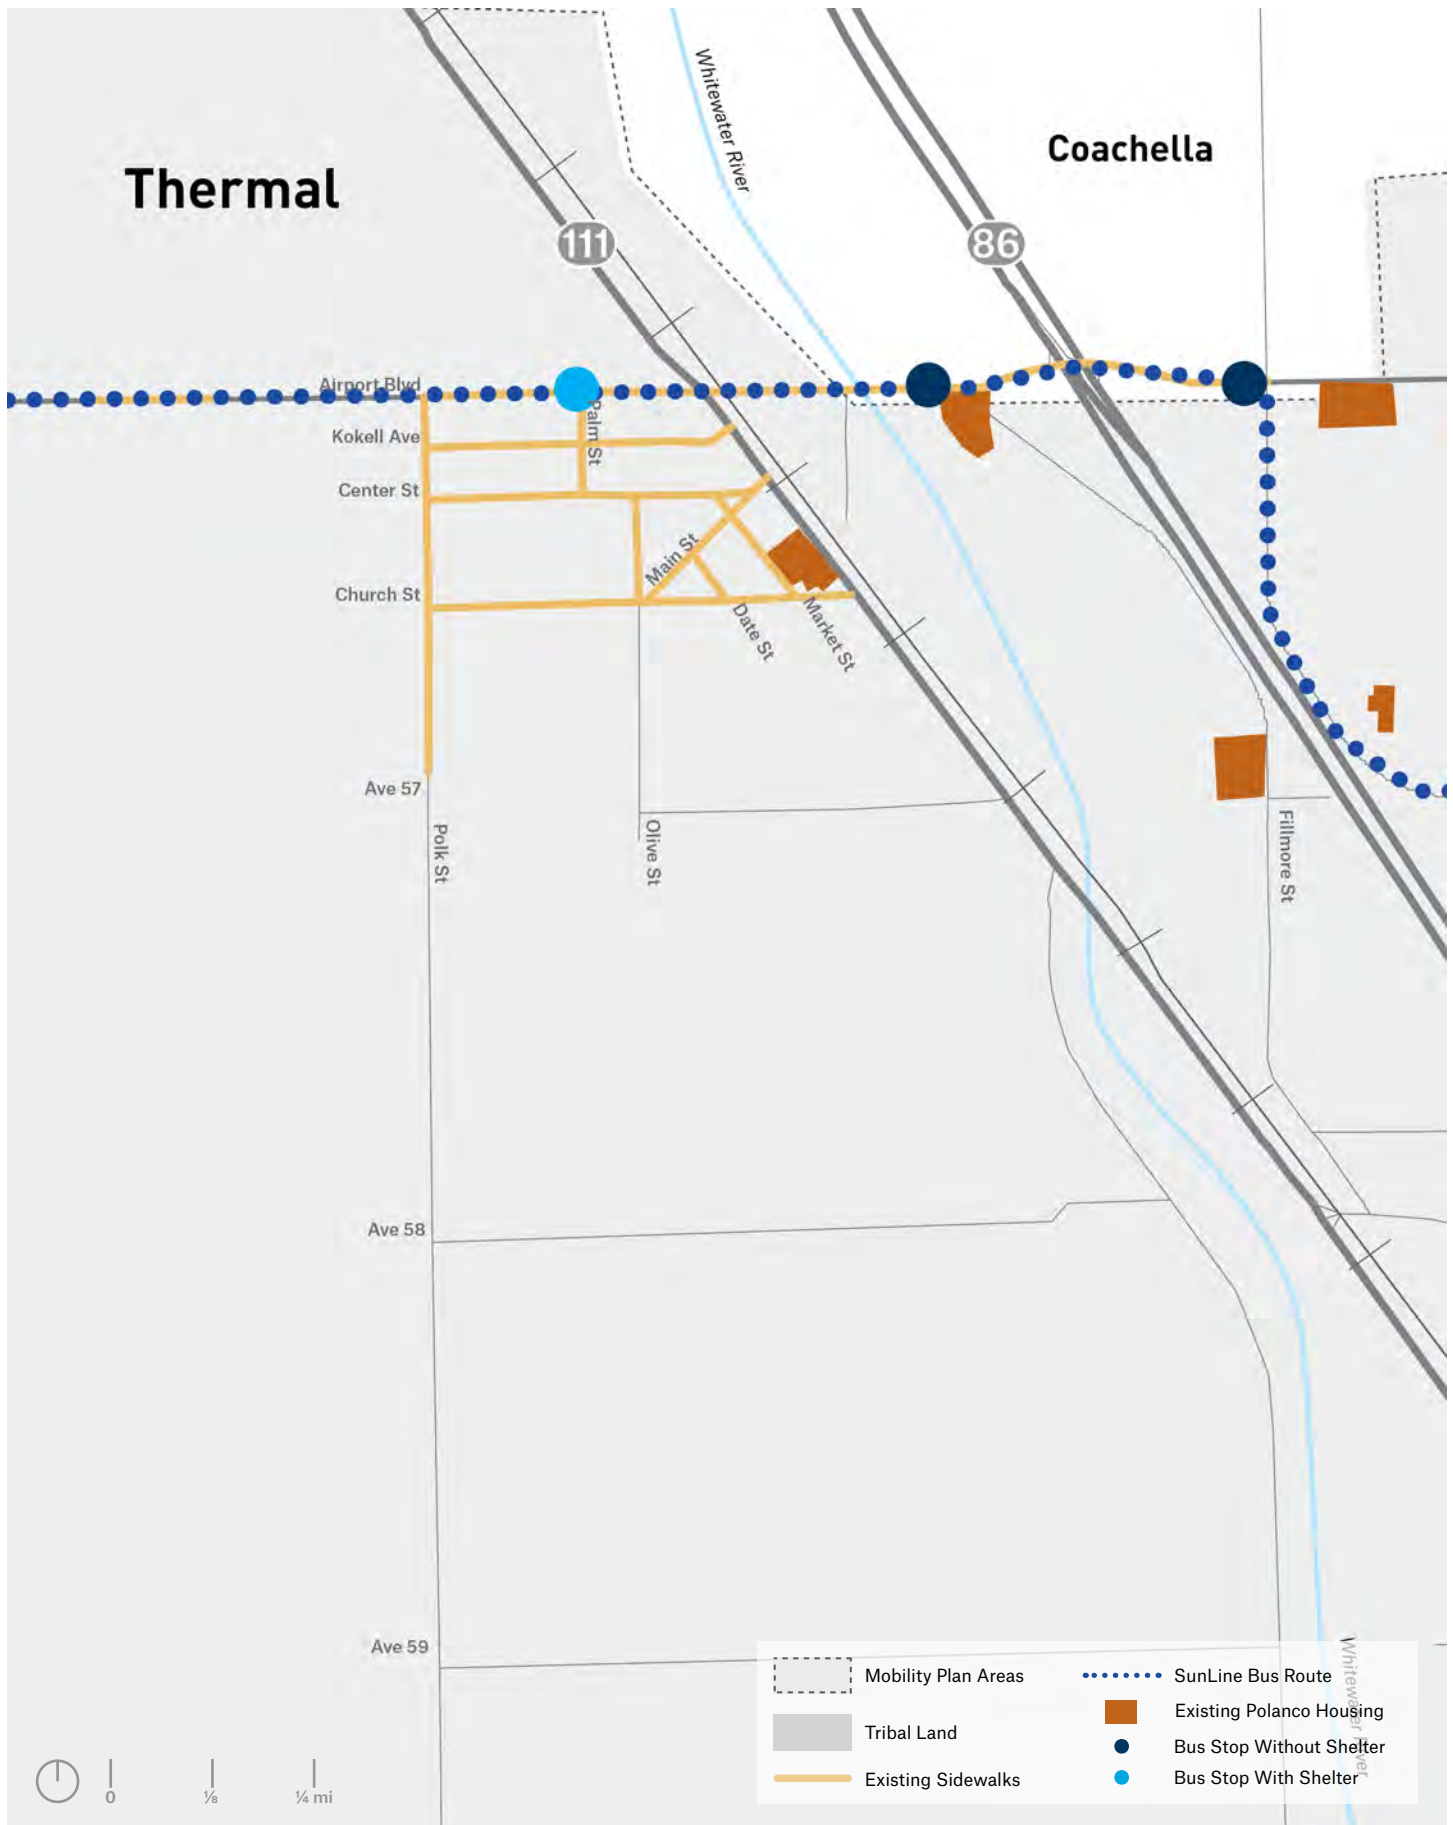 Whitewater River
Coachella
Thermal
111
86
Airport Blvd
Palm St
Kokell Ave
Center St
Main St
Church St
Date St
Market St
Ave 57
Polk St
Olive St
Fillmore St
Ave 58
Ave 59
Whitewater River
Mobility Plan Areas
Tribal Land
Existing Sidewalks
SunLine Bus Route
Existing Polanco Housing
Bus Stop Without Shelter
Bus Stop With Shelter
0
⅛
¼ mi